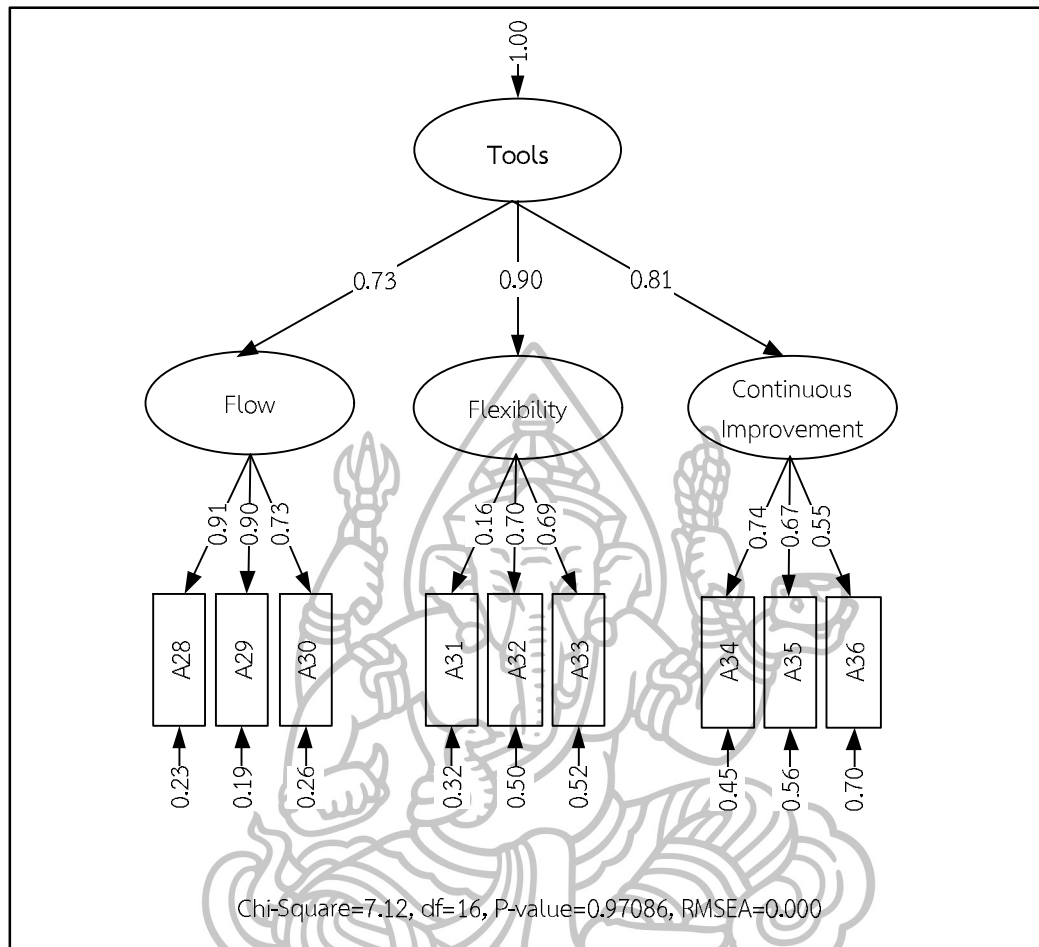 1.00
Tools
0.73
0.90
0.81
Flow
Flexibility
Continuous
Improvement
0.91
0.90
0.73
0.16
0.70
0.69
0.74
0.67
0.55
A28
A29
A30
A31
A32
A33
A34
A35
A36
0.23
0.19
0.26
0.32
0.50
0.52
0.45
0.56
0.70
Chi-Square=7.12, df=16, P-value=0.97086, RMSEA=0.000